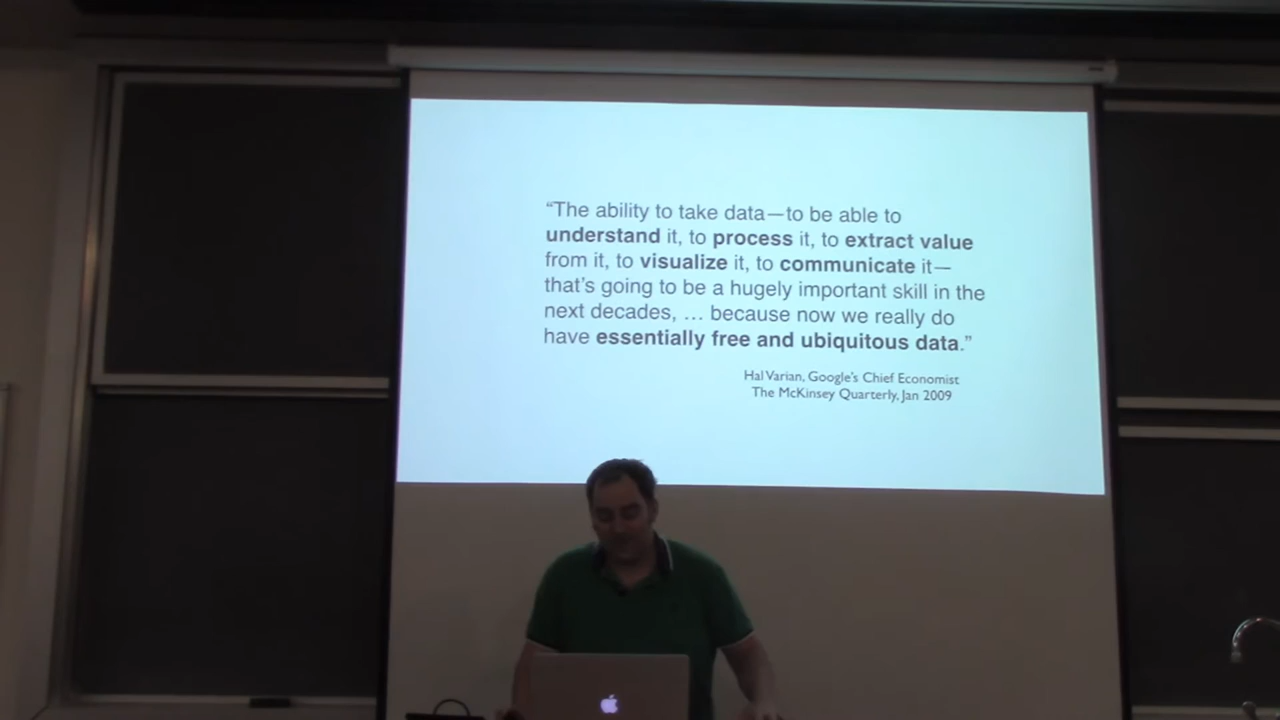 “The ability to take data—to be able to
understand it, to process it, to extract value
from it, to visualize it, to communicate it—
that’s going to be a hugely important skill in the
next decades, … because now we really do
have essentially free and ubiquitous data.”
Hal Varian, Google’s Chief Economist
The McKinsey Quarterly, Jan 2009